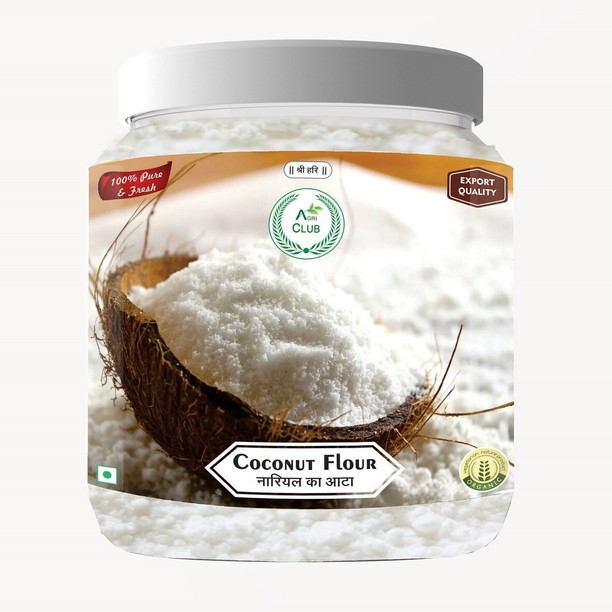 || श्री हरि ||
100% Pure
& Fresh
EXPORT
QUALITY
AGRI
CLUB
COCONUT FLOUR
नारियल का आटा
ORGANIC